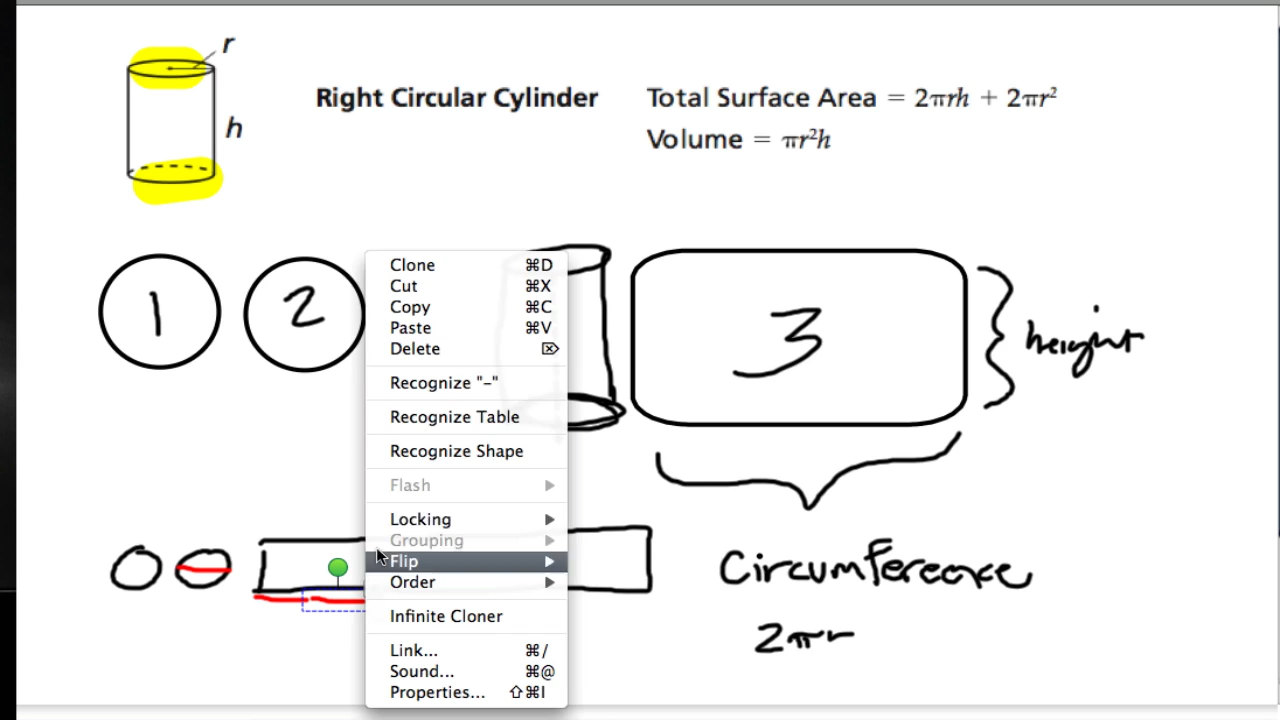 r
h
Right Circular Cylinder
Total Surface Area = 2πrh + 2πr²
Volume = πr²h
1
2
3
height
Clone ⌘D
Cut ⌘X
Copy ⌘C
Paste ⌘V
Delete ⌦
Recognize "–"
Recognize Table
Recognize Shape
Flash
Locking
Grouping
Flip
Order
Infinite Cloner
Link... ⌘/
Sound... ⌘@
Properties... ⇧⌘I
Circumference
2πr